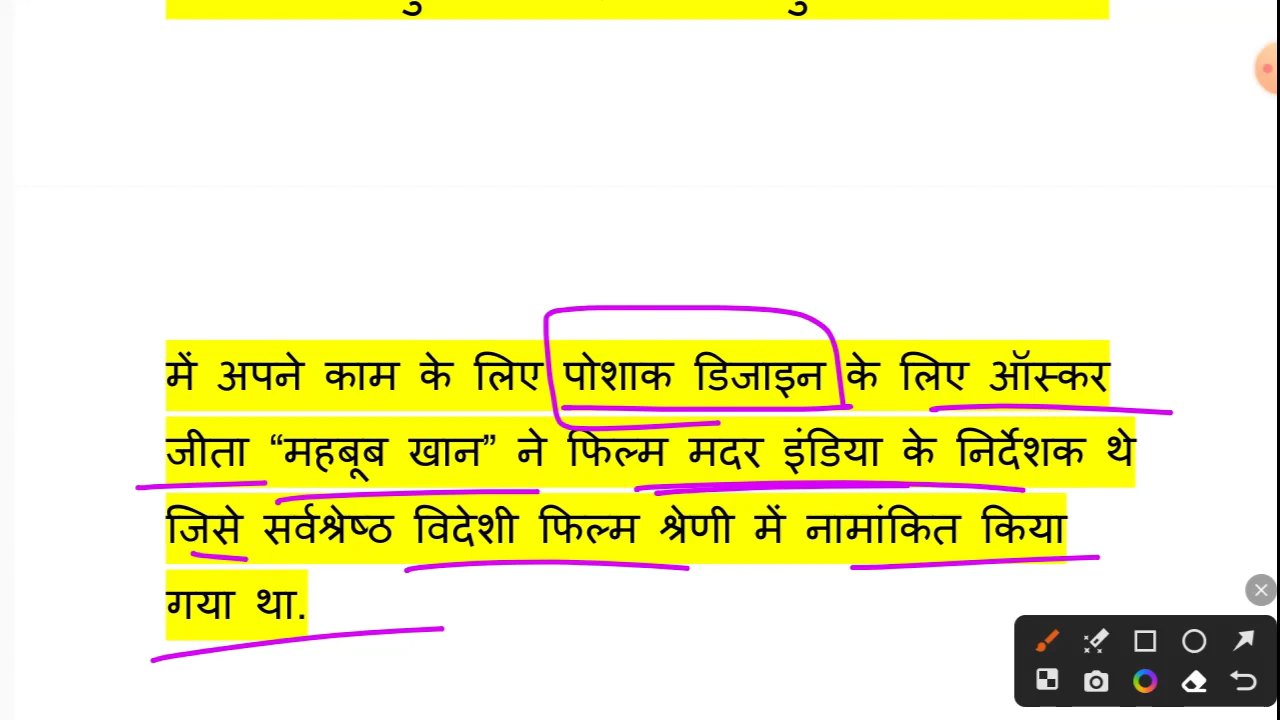 में अपने काम के लिए पोशाक डिजाइन के लिए ऑस्कर
जीता “महबूब खान” ने फिल्म मदर इंडिया के निर्देशक थे
जिसे सर्वश्रेष्ठ विदेशी फिल्म श्रेणी में नामांकित किया
गया था.